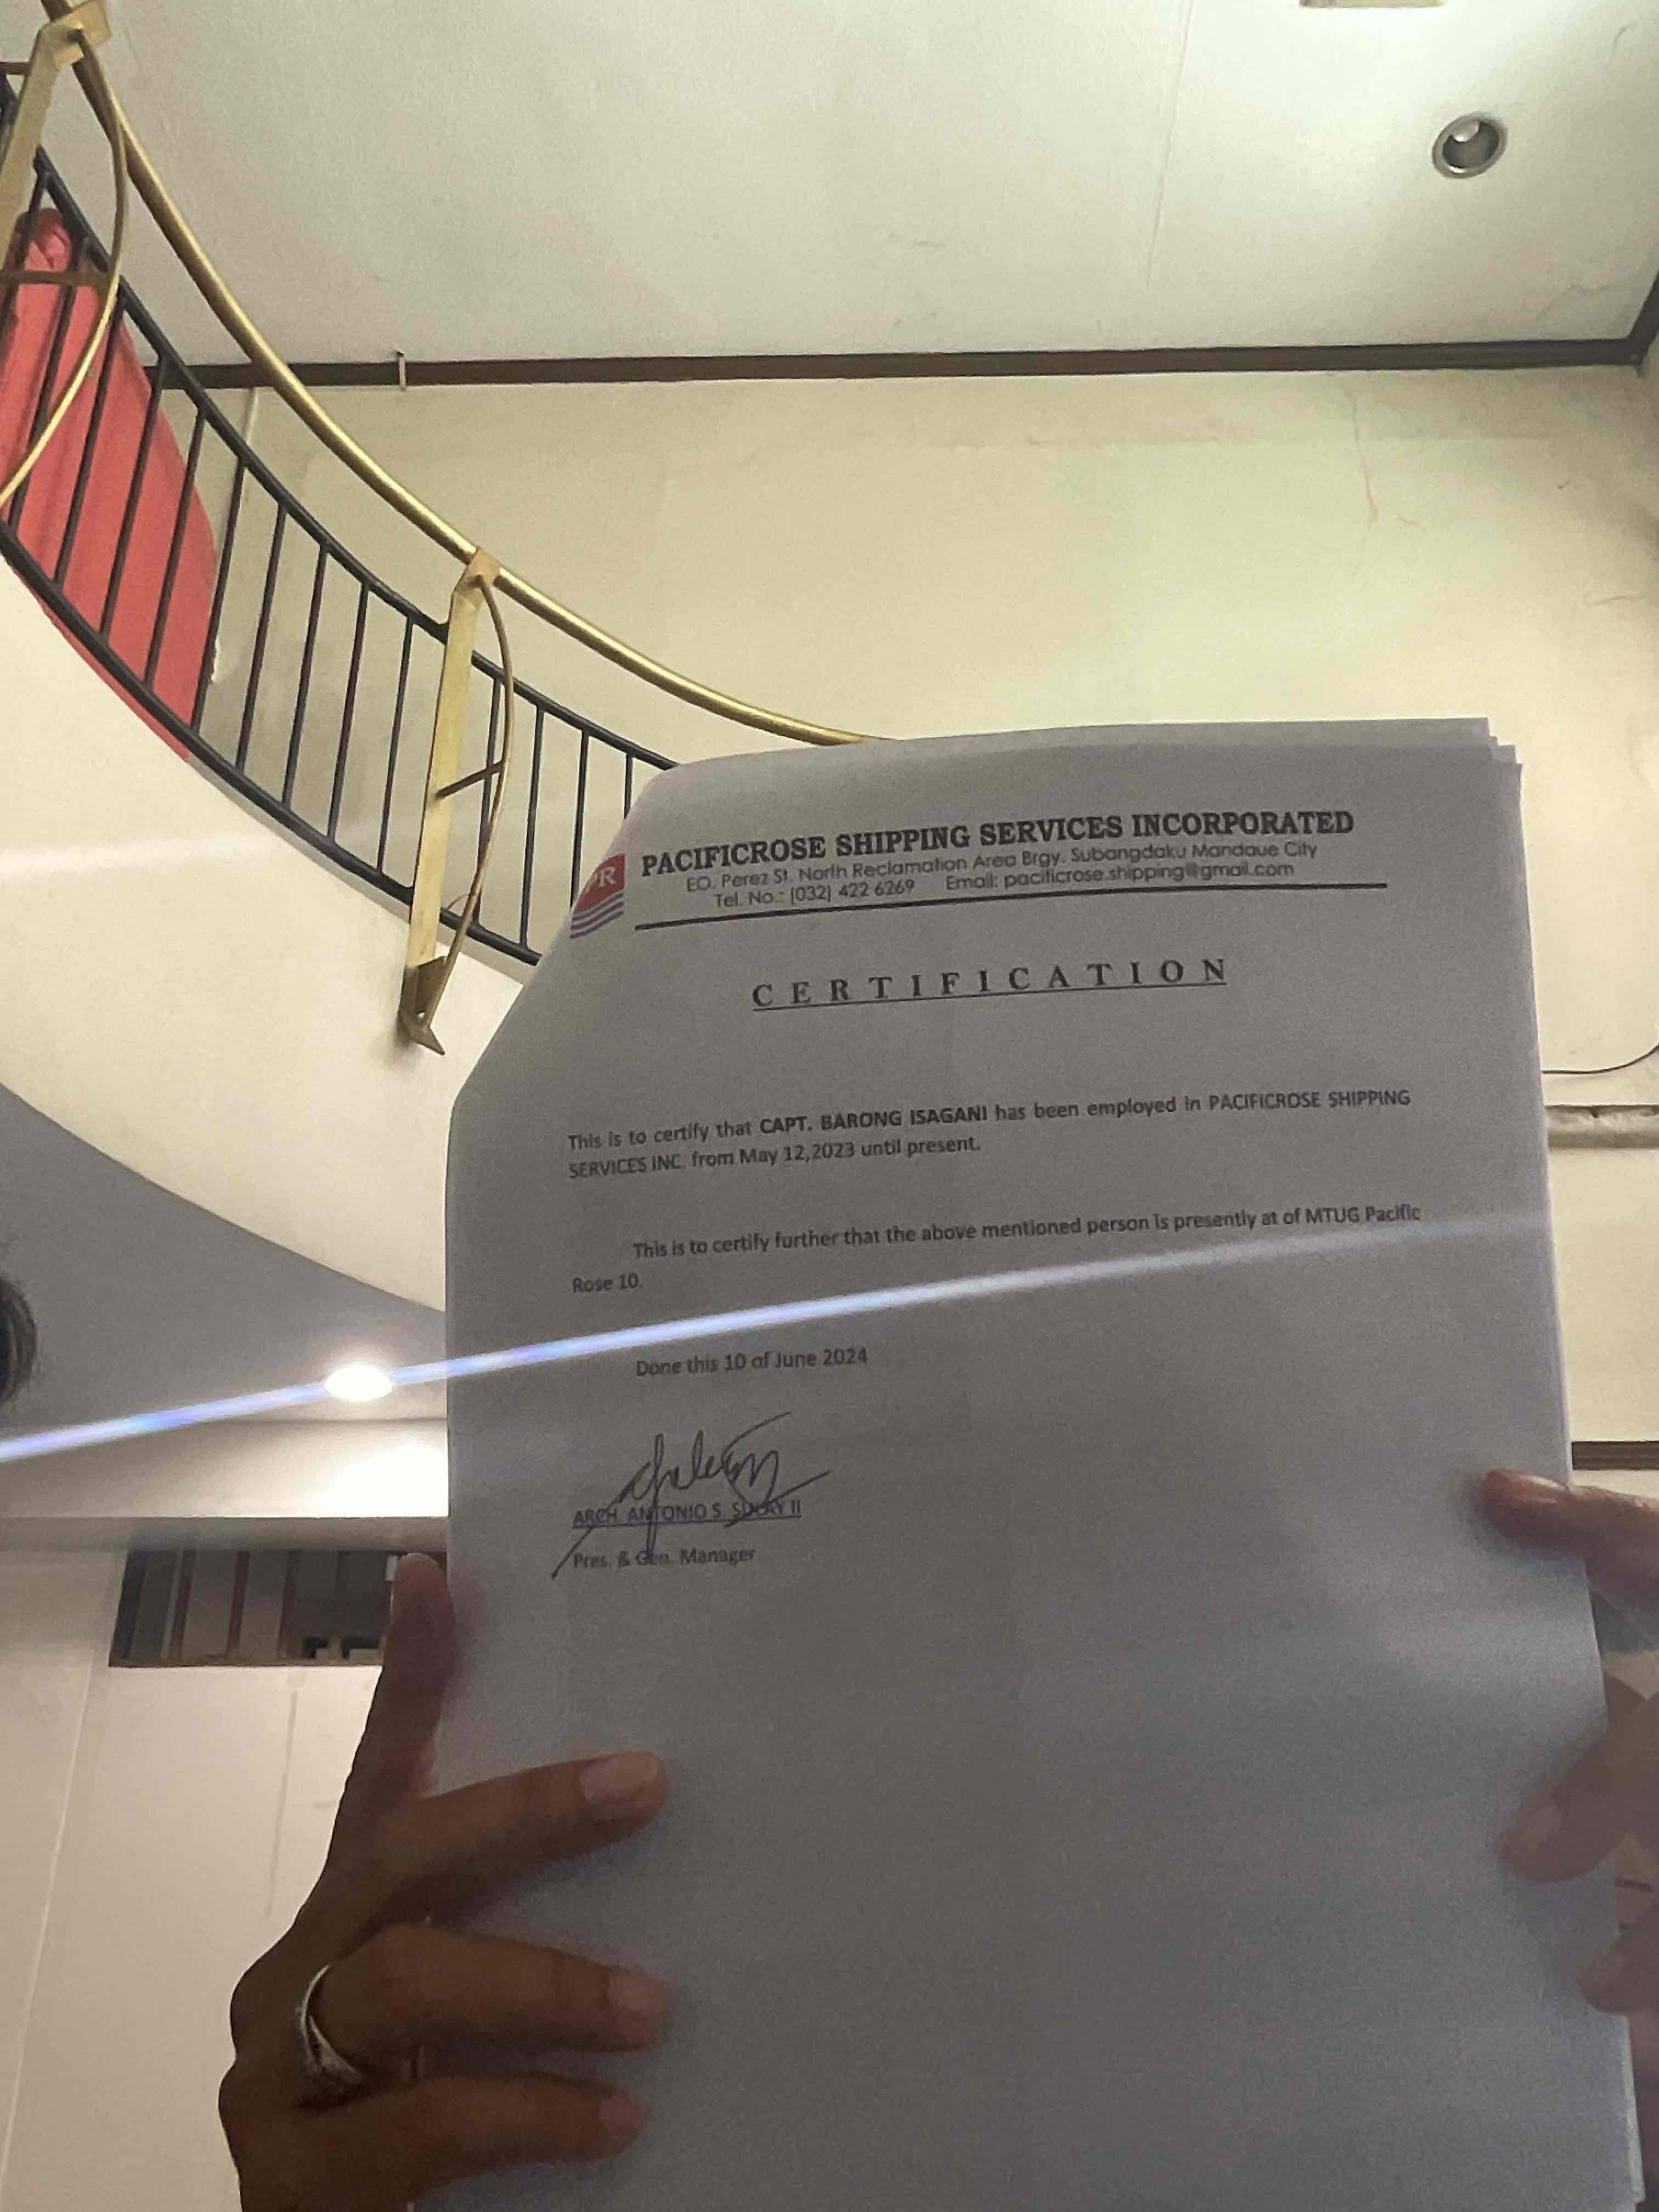 PR
PACIFICROSE SHIPPING SERVICES INCORPORATED
EO. Perez St. North Reclamation Area Brgy. Subangdaku Mandaue City
Tel. No.: (032) 422 6269 Email: pacificrose.shipping@gmail.com
CERTIFICATION
This is to certify that CAPT. BARONG ISAGANI has been employed in PACIFICROSE SHIPPING
SERVICES INC. from May 12,2023 until present.
This is to certify further that the above mentioned person is presently at of MTUG Pacific
Rose 10.
Done this 10 of June 2024
ARCH. ANTONIO S. II
Pres. & Gen. Manager